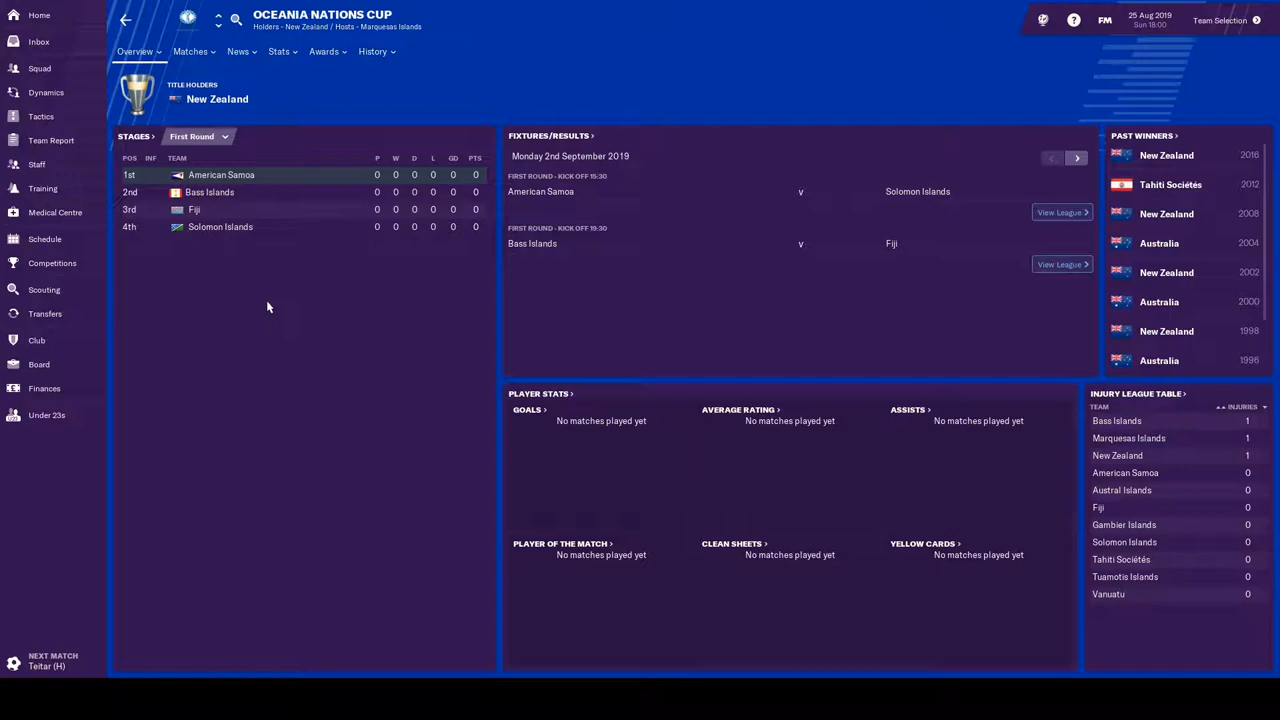 Home
Inbox
Squad
Dynamics
Tactics
Team Report
Staff
Training
Medical Centre
Schedule
Competitions
Scouting
Transfers
Club
Board
Finances
Under 23s
NEXT MATCH
Teitar (H)
OCEANIA NATIONS CUP
Holders - New Zealand / Hosts - Marquesas Islands
FM
25 Aug 2019
Sun 18:00
Team Selection
Overview Matches News Stats Awards History
TITLE HOLDERS
New Zealand
STAGES First Round
POS INF TEAM P W D L GD PTS
1st American Samoa 0 0 0 0 0 0
2nd Bass Islands 0 0 0 0 0 0
3rd Fiji 0 0 0 0 0 0
4th Solomon Islands 0 0 0 0 0 0
FIXTURES/RESULTS
Monday 2nd September 2019
FIRST ROUND - KICK OFF 15:30
American Samoa v Solomon Islands
View League
FIRST ROUND - KICK OFF 19:30
Bass Islands v Fiji
View League
PAST WINNERS
New Zealand 2016
Tahiti Sociétés 2012
New Zealand 2008
Australia 2004
New Zealand 2002
Australia 2000
New Zealand 1998
Australia 1996
PLAYER STATS
GOALS
No matches played yet
AVERAGE RATING
No matches played yet
ASSISTS
No matches played yet
PLAYER OF THE MATCH
No matches played yet
CLEAN SHEETS
No matches played yet
YELLOW CARDS
No matches played yet
INJURY LEAGUE TABLE
TEAM INJURIES
Bass Islands 1
Marquesas Islands 1
New Zealand 1
American Samoa 0
Austral Islands 0
Fiji 0
Gambier Islands 0
Solomon Islands 0
Tahiti Sociétés 0
Tuamotis Islands 0
Vanuatu 0